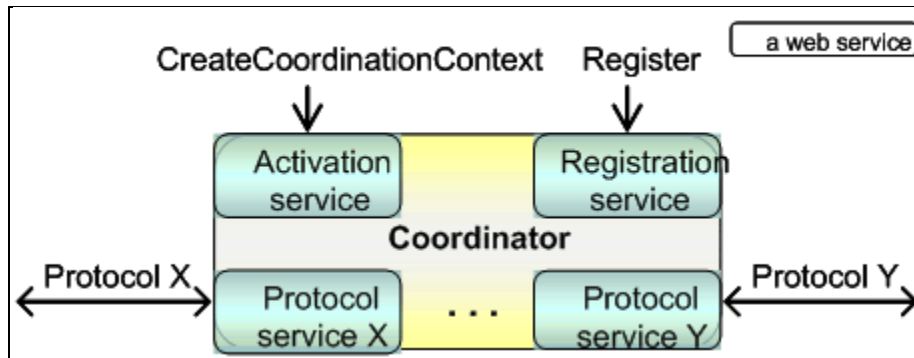 a web service
CreateCoordinationContext Register
Activation
service
Registration
service
Coordinator
Protocol X
Protocol Y
Protocol
service X
...
Protocol
service Y